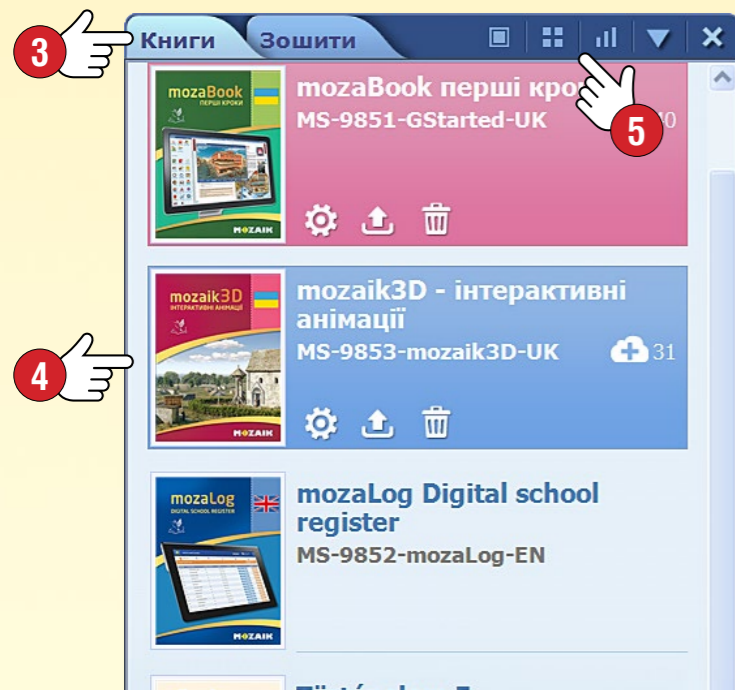 3
Книги
Зошити
mozaBook
ПЕРШІ КРОКИ
MOZAIK
mozaBook перші
MS-9851-GStarted-UK
5
4
mozaik3D
ІНТЕРАКТИВНІ АНІМАЦІЇ
MOZAIK
mozaik3D - інтерактивні
анімації
MS-9853-mozaik3D-UK
31
mozaLog
DIGITAL SCHOOL REGISTER
MOZAIK
mozaLog Digital school
register
MS-9852-mozaLog-EN